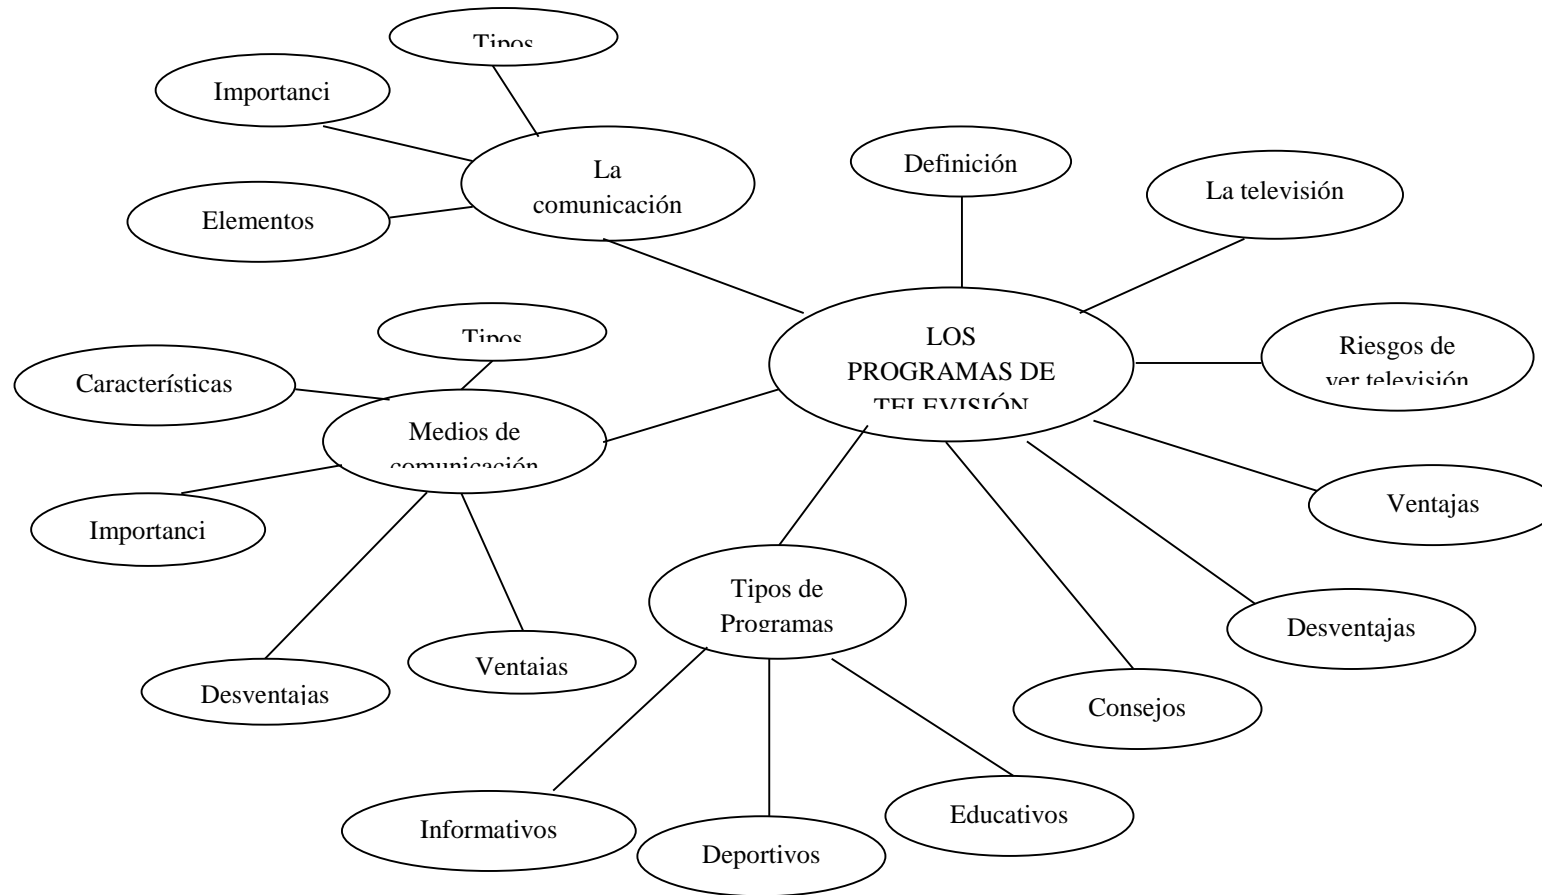 Tipos
Importanci
La
comunicación
Elementos
Definición
La televisión
LOS
PROGRAMAS DE
TELEVISIÓN
Riesgos de
ver televisión
Tipos
Características
Medios de
comunicación
Importanci
Desventajas
Ventajas
Tipos de
Programas
Ventajas
Desventajas
Consejos
Informativos
Deportivos
Educativos